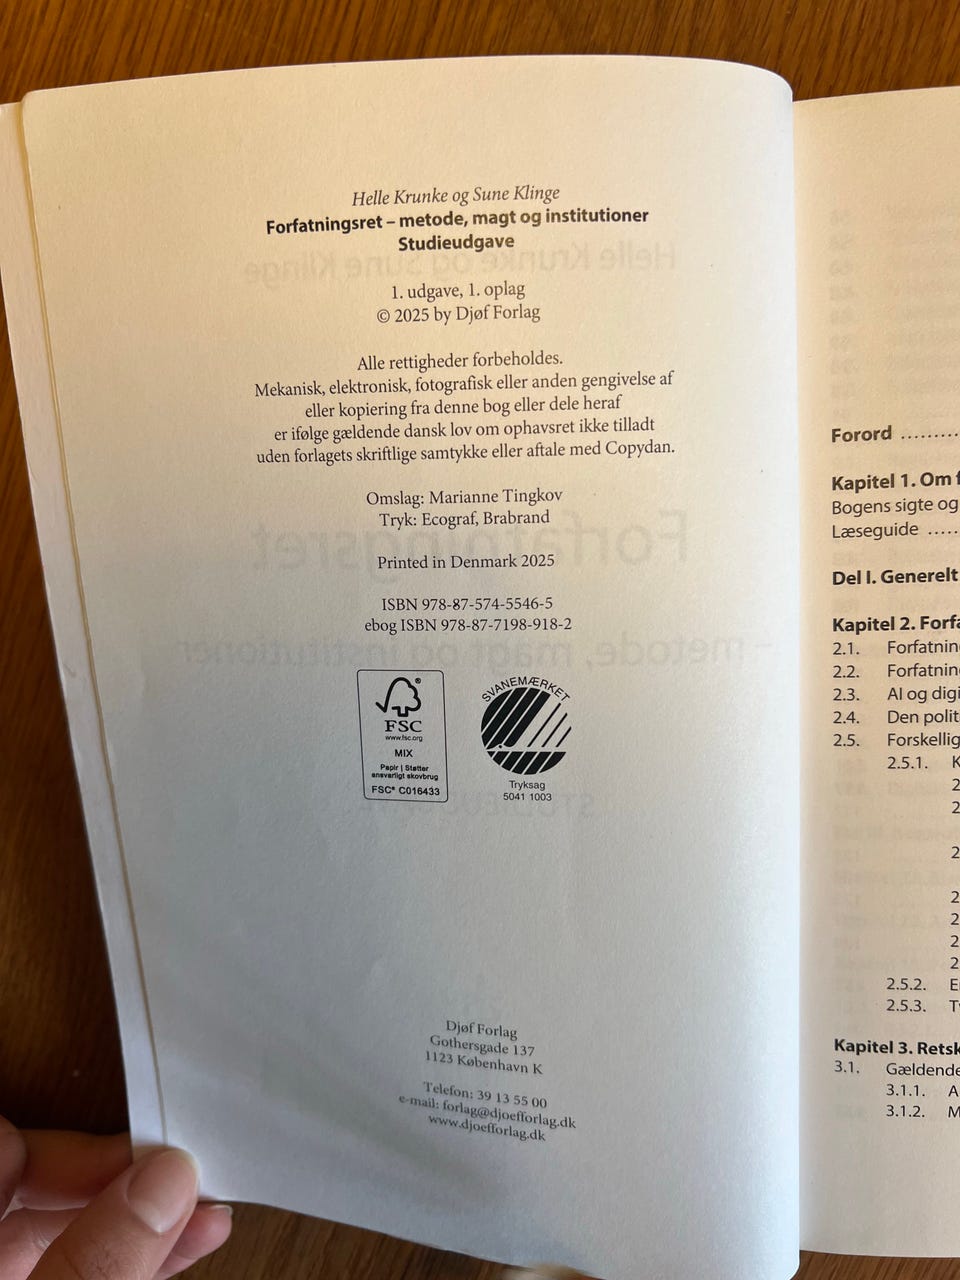 Helle Krunke og Sune Klinge
Forfatningsret – metode, magt og institutioner
Studieudgave
1. udgave, 1. oplag
© 2025 by Djøf Forlag
Alle rettigheder forbeholdes.
Mekanisk, elektronisk, fotografisk eller anden gengivelse af
eller kopiering fra denne bog eller dele heraf
er ifølge gældende dansk lov om ophavsret ikke tilladt
uden forlagets skriftlige samtykke eller aftale med Copydan.
Omslag: Marianne Tingkov
Tryk: Ecograf, Brabrand
Printed in Denmark 2025
ISBN 978-87-574-5546-5
ebog ISBN 978-87-7198-918-2
FSC
www.fsc.org
MIX
Papir | Støtter
ansvarligt skovbrug
FSC® C016433
SVANEMÆRKET
Tryksag
5041 1003
Djøf Forlag
Gothersgade 137
1123 København K
Telefon: 39 13 55 00
e-mail: forlag@djoefforlag.dk
www.djoefforlag.dk
Forord ..........
Kapitel 1. Om
Bogens sigte og
Læseguide .....
Del I. Generelt
Kapitel 2.
2.1.
2.2.
2.3. AI og
2.4. Den
2.5.
2.5.1.
2
2
2
2
2
2
2
2.5.2.
2.5.3.
Kapitel 3.
3.1.
3.1.1.
3.1.2.